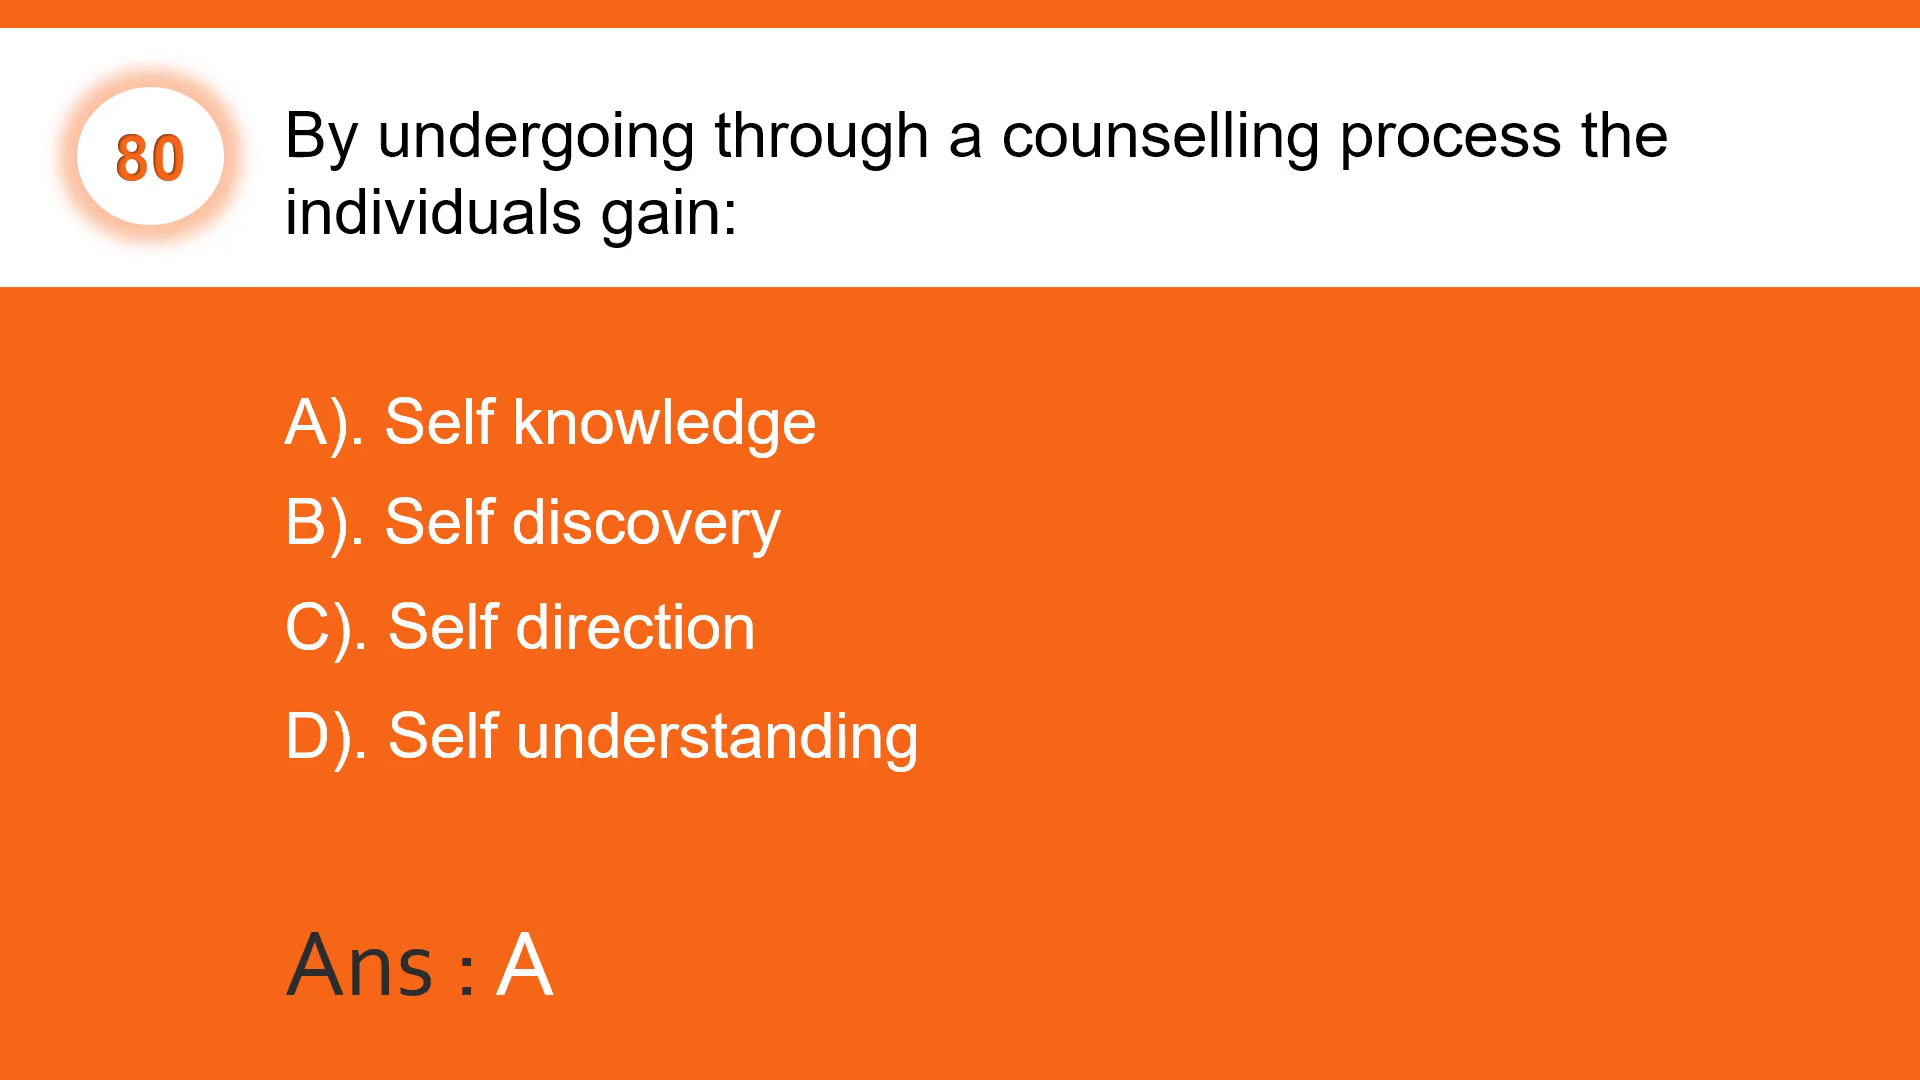 80
By undergoing through a counselling process the
individuals gain:
A). Self knowledge
B). Self discovery
C). Self direction
D). Self understanding
Ans : A